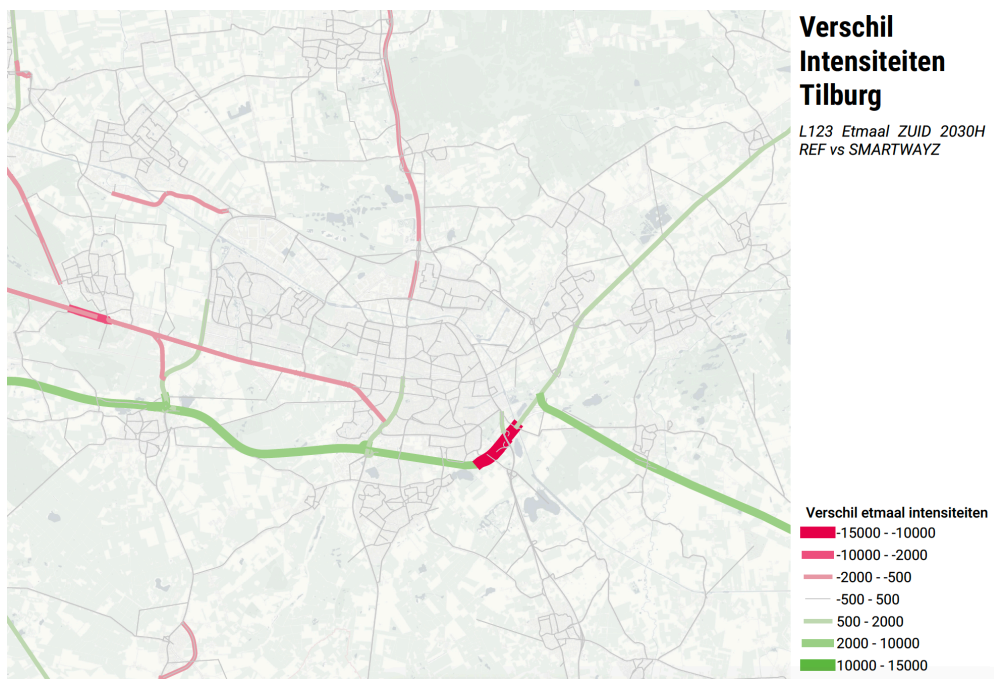 Verschil
Intensiteiten
Tilburg
L123 Etmaal ZUID 2030H
REF vs SMARTWAYZ
Verschil etmaal intensiteiten
-15000 - -10000
-10000 - -2000
-2000 - -500
-500 - 500
500 - 2000
2000 - 10000
10000 - 15000